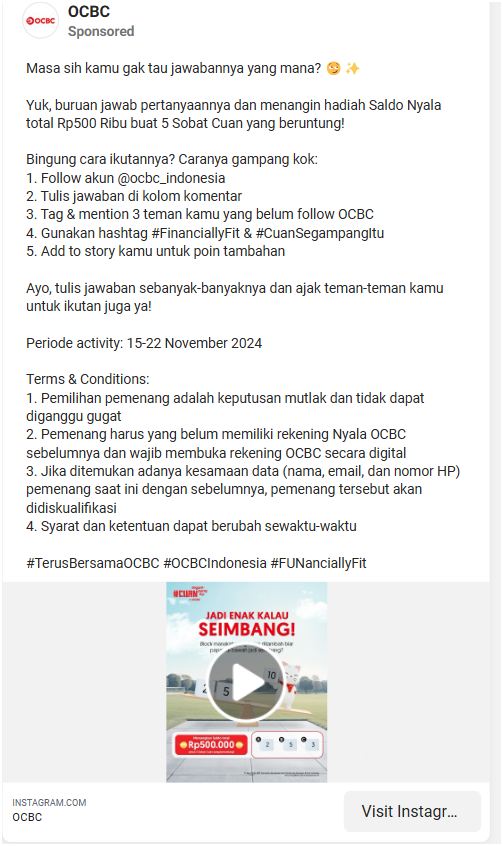 OCBC
OCBC
Sponsored
Masa sih kamu gak tau jawabannya yang mana? 😏 ✨
Yuk, buruan jawab pertanyaannya dan menangin hadiah Saldo Nyala
total Rp500 Ribu buat 5 Sobat Cuan yang beruntung!
Bingung cara ikutannya? Caranya gampang kok:
1. Follow akun @ocbc_indonesia
2. Tulis jawaban di kolom komentar
3. Tag & mention 3 teman kamu yang belum follow OCBC
4. Gunakan hashtag #FinanciallyFit & #CuanSegampangItu
5. Add to story kamu untuk poin tambahan
Ayo, tulis jawaban sebanyak-banyaknya dan ajak teman-teman kamu
untuk ikutan juga ya!
Periode activity: 15-22 November 2024
Terms & Conditions:
1. Pemilihan pemenang adalah keputusan mutlak dan tidak dapat
diganggu gugat
2. Pemenang harus yang belum memiliki rekening Nyala OCBC
sebelumnya dan wajib membuka rekening OCBC secara digital
3. Jika ditemukan adanya kesamaan data (nama, email, dan nomor HP)
pemenang saat ini dengan sebelumnya, pemenang tersebut akan
didiskualifikasi
4. Syarat dan ketentuan dapat berubah sewaktu-waktu
#TerusBersamaOCBC #OCBCIndonesia #FUNanciallyFit
#CUAN
JADI ENAK KALAU
SEIMBANG!
2 5 10
Rp500.000
A 2 B 5 C 3
INSTAGRAM.COM
OCBC
Visit Instagr...